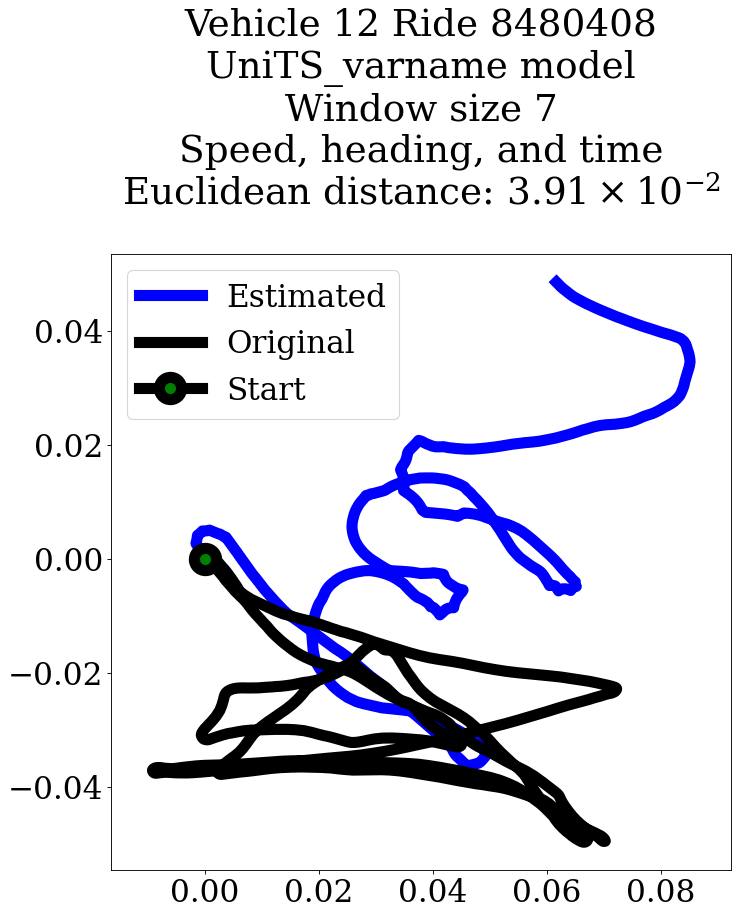 Vehicle 12 Ride 8480408
UniTS_varname model
Window size 7
Speed, heading, and time
Euclidean distance: 3.91 × 10⁻²
Estimated
Original
Start
0.04
0.02
0.00
−0.02
−0.04
0.00 0.02 0.04 0.06 0.08